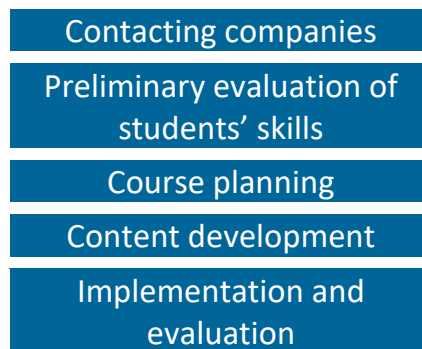 Contacting companies
Preliminary evaluation of
students’ skills
Course planning
Content development
Implementation and
evaluation